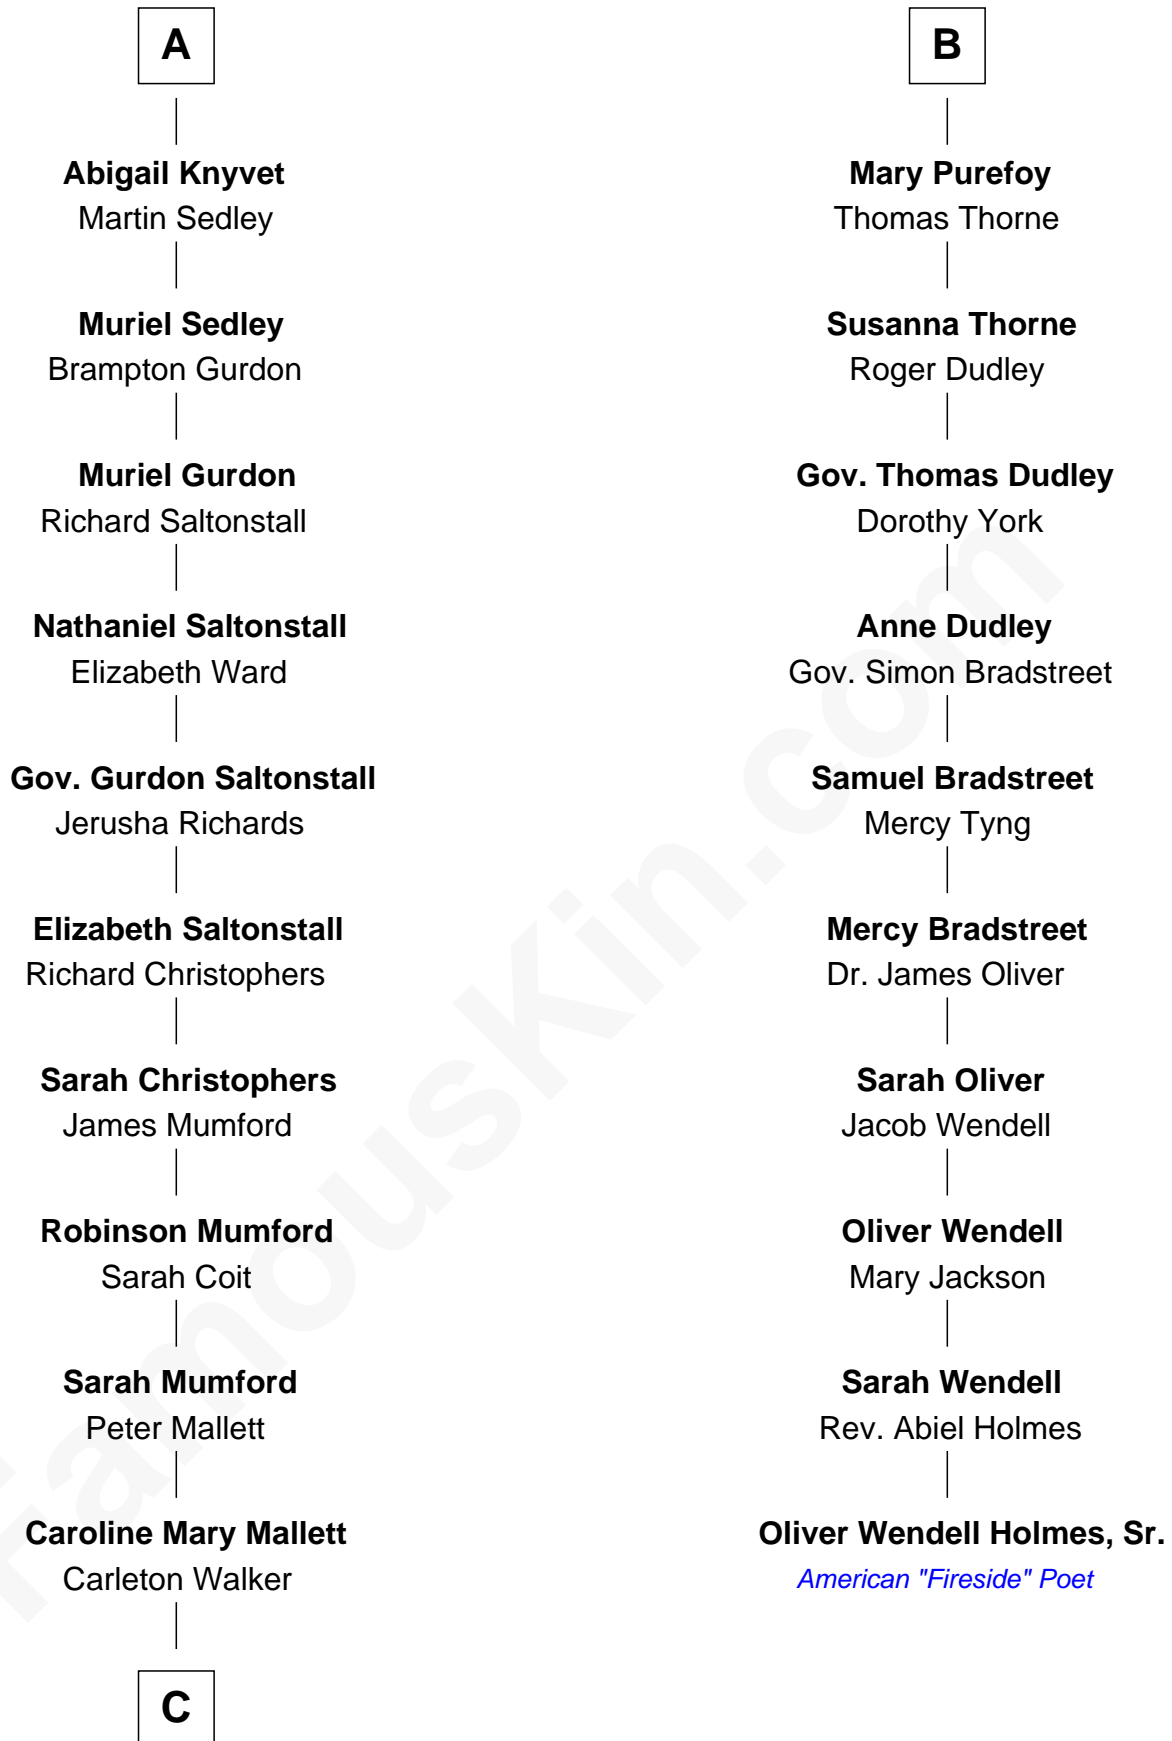 A
Abigail Knyvet
Martin Sedley
Muriel Sedley
Brampton Gurdon
Muriel Gurdon
Richard Saltonstall
Nathaniel Saltonstall
Elizabeth Ward
Gov. Gurdon Saltonstall
Jerusha Richards
Elizabeth Saltonstall
Richard Christophers
Sarah Christophers
James Mumford
Robinson Mumford
Sarah Coit
Sarah Mumford
Peter Mallett
Caroline Mary Mallett
Carleton Walker
C
B
Mary Purefoy
Thomas Thorne
Susanna Thorne
Roger Dudley
Gov. Thomas Dudley
Dorothy York
Anne Dudley
Gov. Simon Bradstreet
Samuel Bradstreet
Mercy Tyng
Mercy Bradstreet
Dr. James Oliver
Sarah Oliver
Jacob Wendell
Oliver Wendell
Mary Jackson
Sarah Wendell
Rev. Abiel Holmes
Oliver Wendell Holmes, Sr.
American "Fireside" Poet
FamousKin.com